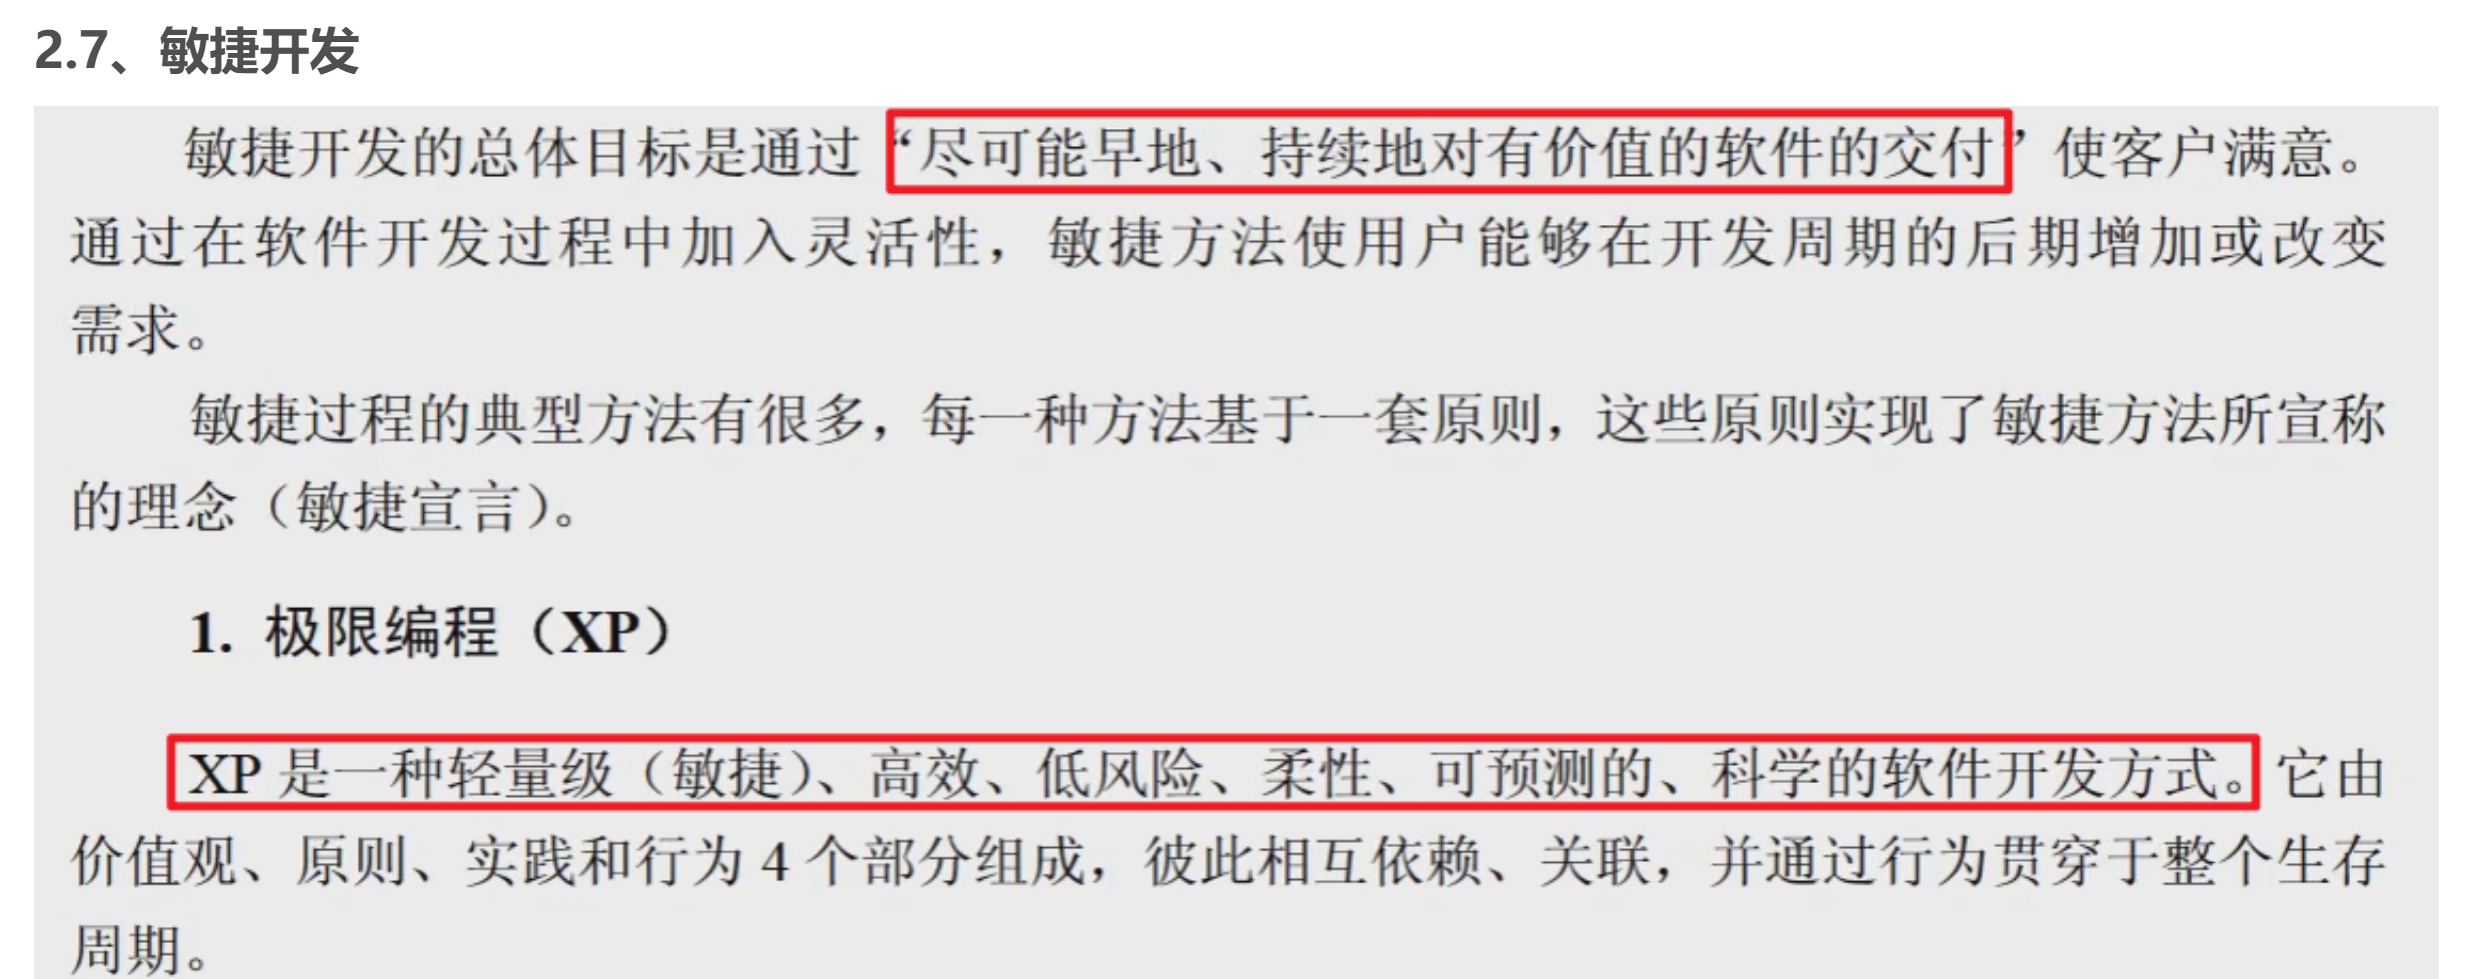 2.7、敏捷开发
敏捷开发的总体目标是通过“尽可能早地、持续地对有价值的软件的交付”使客户满意。
通过在软件开发过程中加入灵活性，敏捷方法使用户能够在开发周期的后期增加或改变
需求。
敏捷过程的典型方法有很多，每一种方法基于一套原则，这些原则实现了敏捷方法所宣称
的理念（敏捷宣言）。
1. 极限编程（XP）
XP 是一种轻量级（敏捷）、高效、低风险、柔性、可预测的、科学的软件开发方式。它由
价值观、原则、实践和行为 4 个部分组成，彼此相互依赖、关联，并通过行为贯穿于整个生存
周期。